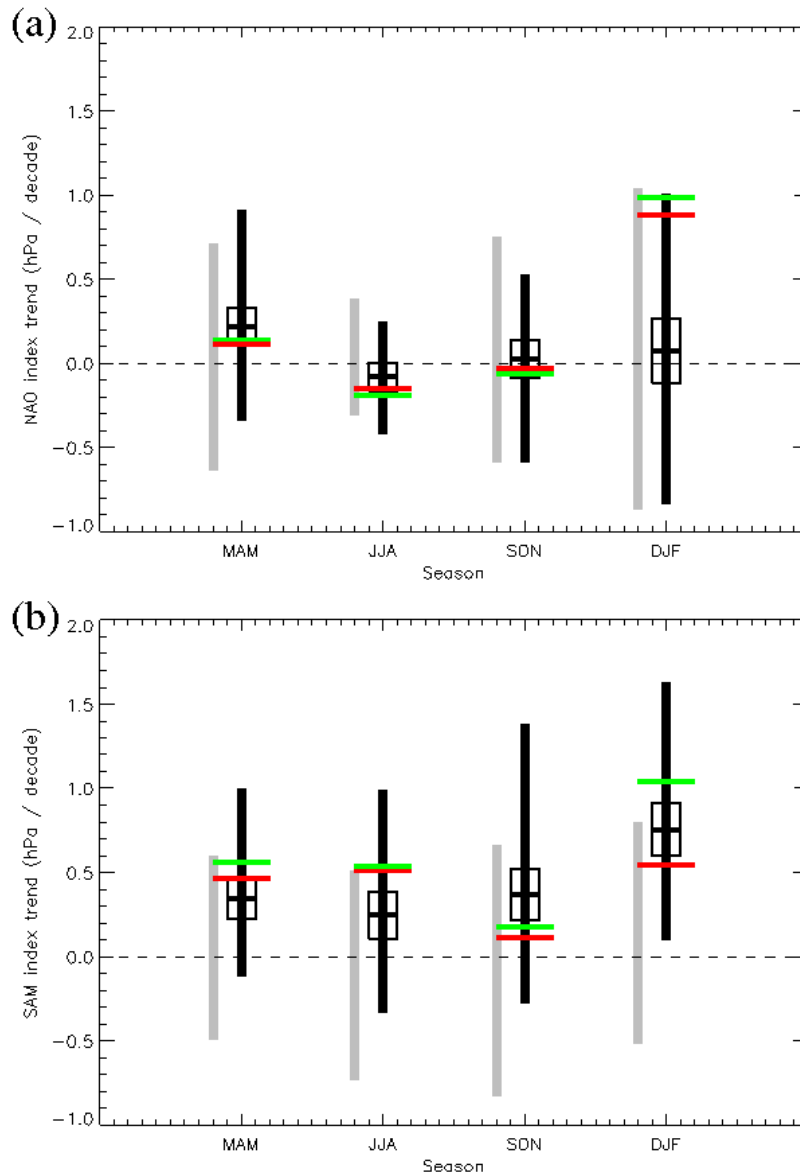 (a)
NAO index trend (hPa / decade)
2.0
1.5
1.0
0.5
0.0
−0.5
−1.0
MAM JJA SON DJF
Season
(b)
SAM index trend (hPa / decade)
2.0
1.5
1.0
0.5
0.0
−0.5
−1.0
MAM JJA SON DJF
Season